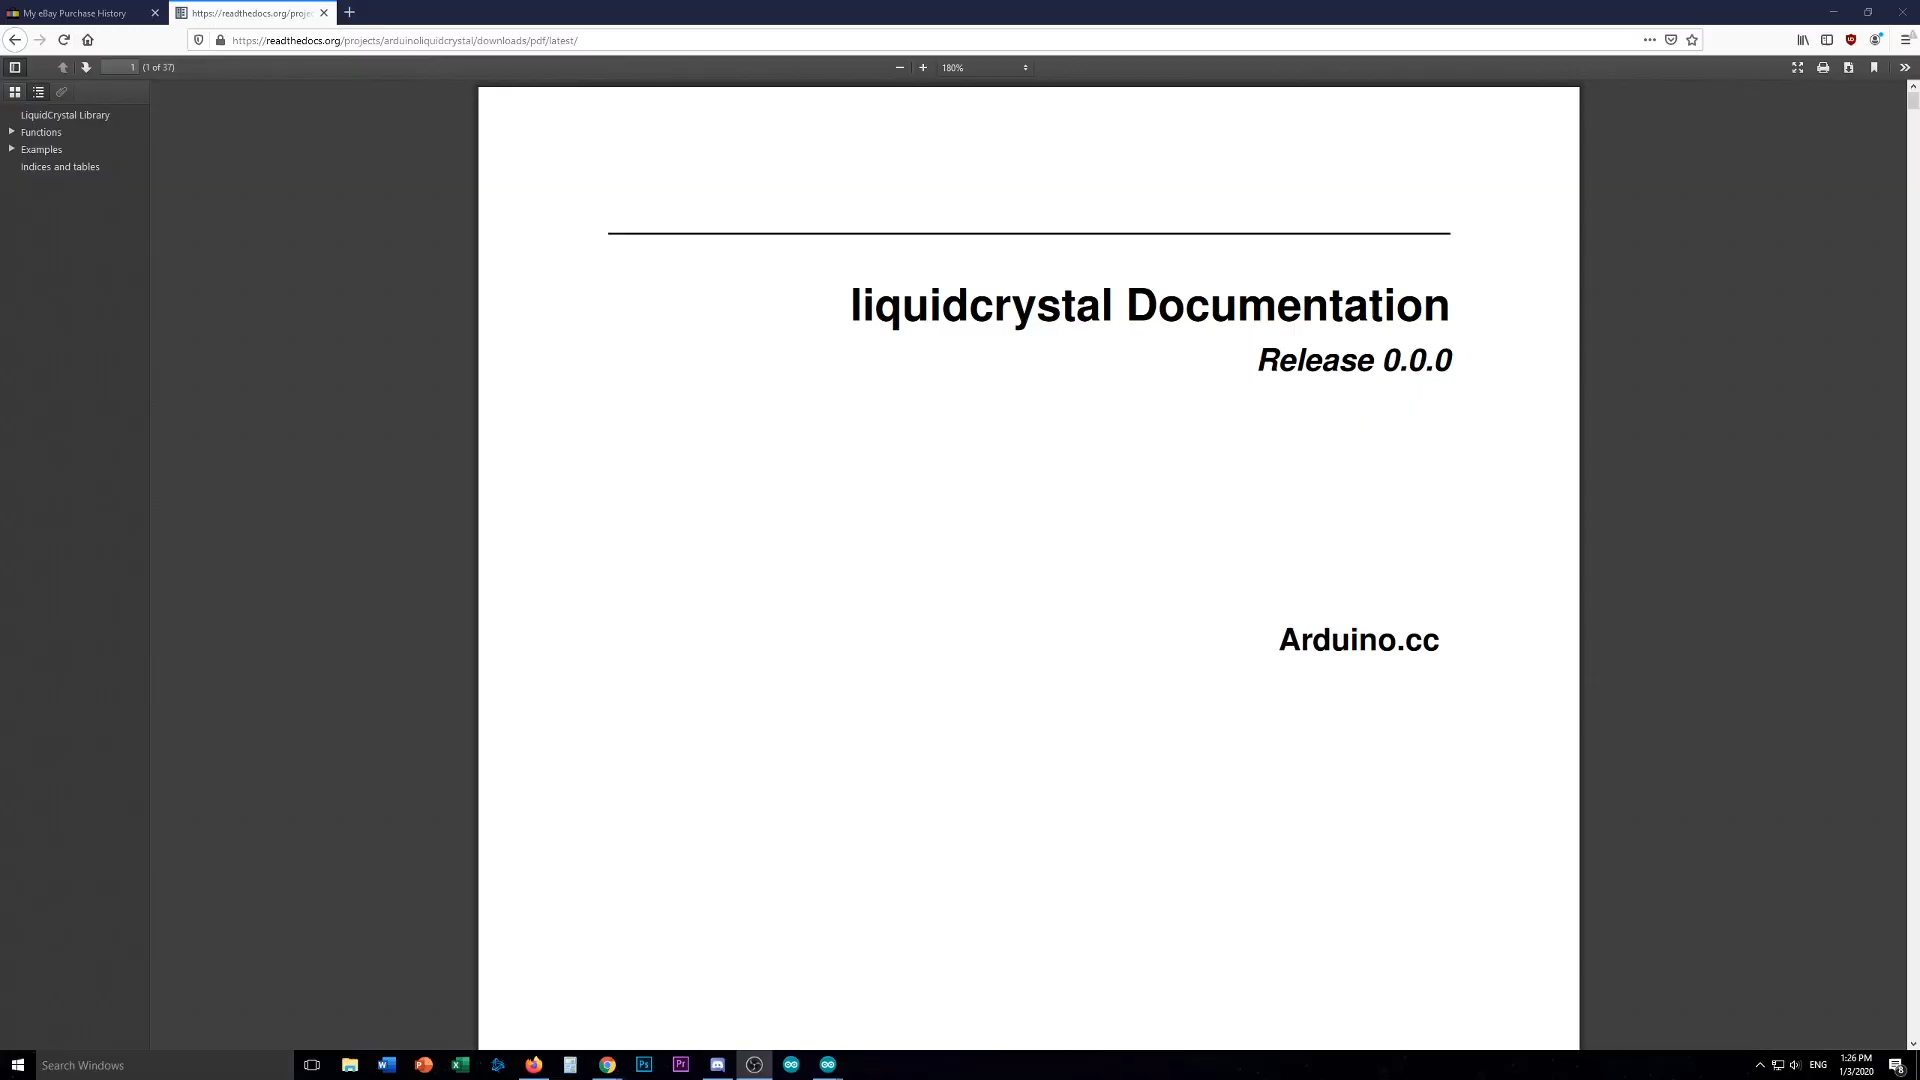 My eBay Purchase History
https://readthedocs.org/proje
https://readthedocs.org/projects/arduinoliquidcrystal/downloads/pdf/latest/
1 (1 of 37)
180%
LiquidCrystal Library
Functions
Examples
Indices and tables
liquidcrystal Documentation
Release 0.0.0
Arduino.cc
Search Windows
ENG
1:26 PM
1/3/2020
8